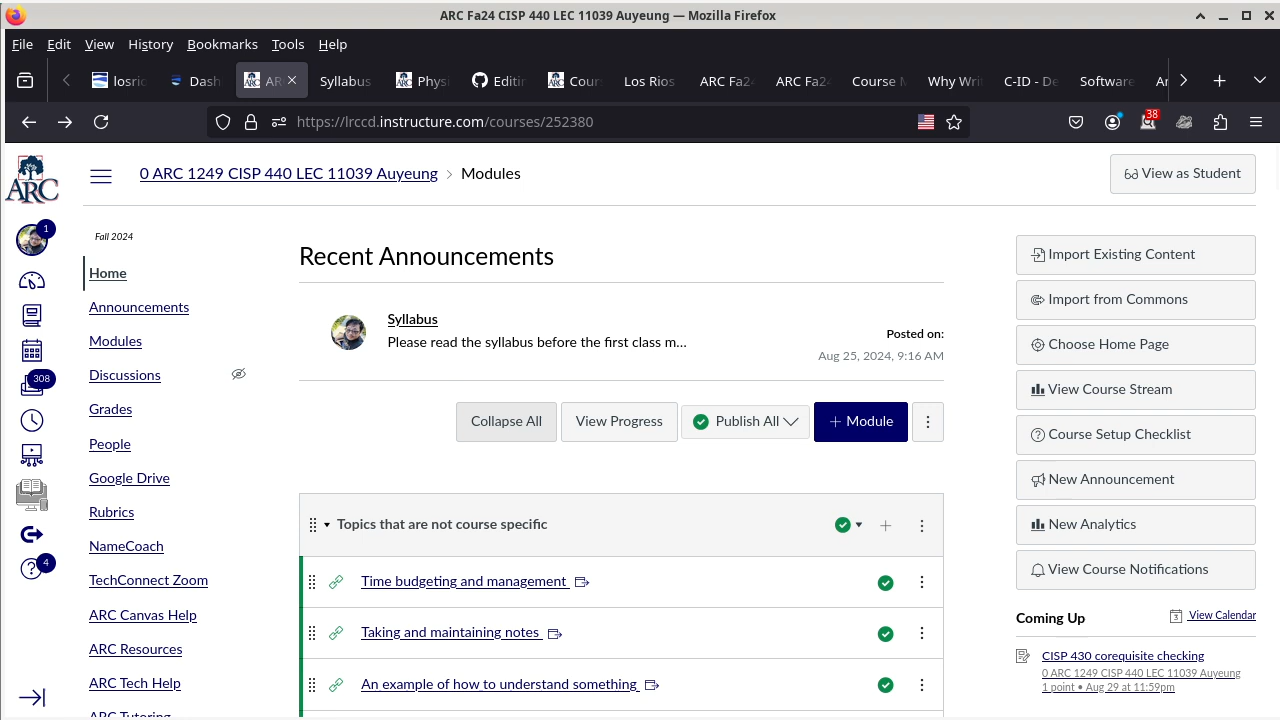 ARC Fa24 CISP 440 LEC 11039 Auyeung — Mozilla Firefox
File Edit View History Bookmarks Tools Help
losrio Dash AR Syllabus Physi Editin Cour Los Rios ARC Fa24 ARC Fa24 Course M Why Writ C-ID - De Software Ar
https://lrccd.instructure.com/courses/252380
38
ARC
0 ARC 1249 CISP 440 LEC 11039 Auyeung > Modules
View as Student
1
308
4
Fall 2024
Home
Announcements
Modules
Discussions
Grades
People
Google Drive
Rubrics
NameCoach
TechConnect Zoom
ARC Canvas Help
ARC Resources
ARC Tech Help
ARC Tutoring
Recent Announcements
Syllabus
Please read the syllabus before the first class m...
Posted on:
Aug 25, 2024, 9:16 AM
Collapse All View Progress Publish All + Module
Topics that are not course specific
Time budgeting and management
Taking and maintaining notes
An example of how to understand something
Import Existing Content
Import from Commons
Choose Home Page
View Course Stream
Course Setup Checklist
New Announcement
New Analytics
View Course Notifications
Coming Up View Calendar
CISP 430 corequisite checking
0 ARC 1249 CISP 440 LEC 11039 Auyeung
1 point • Aug 29 at 11:59pm